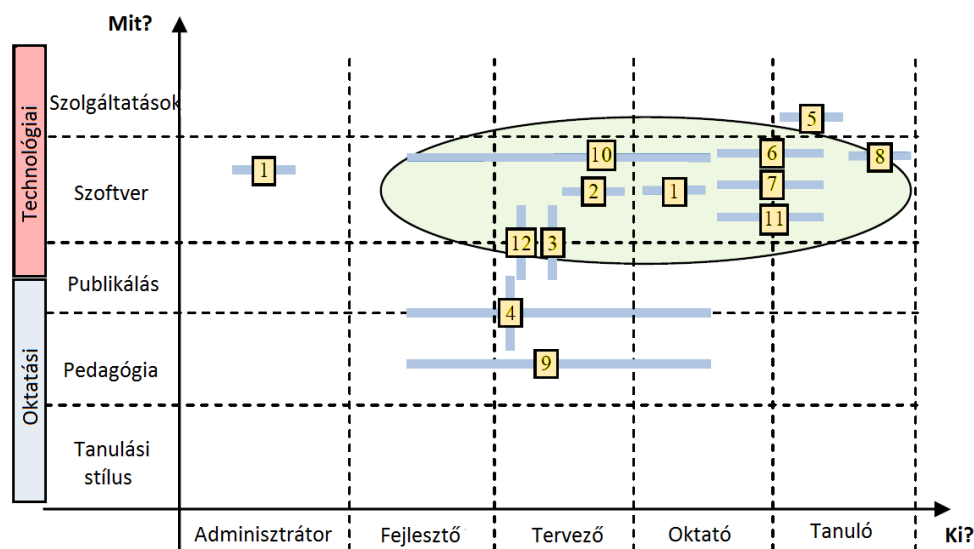 Mit?
Technológiai
Szolgáltatások
5
1
Szoftver
10
6
8
2
1
7
11
12
3
Oktatási
Publikálás
4
Pedagógia
9
Tanulási
stílus
Adminisztrátor
Fejlesztő
Tervező
Oktató
Tanuló
Ki?